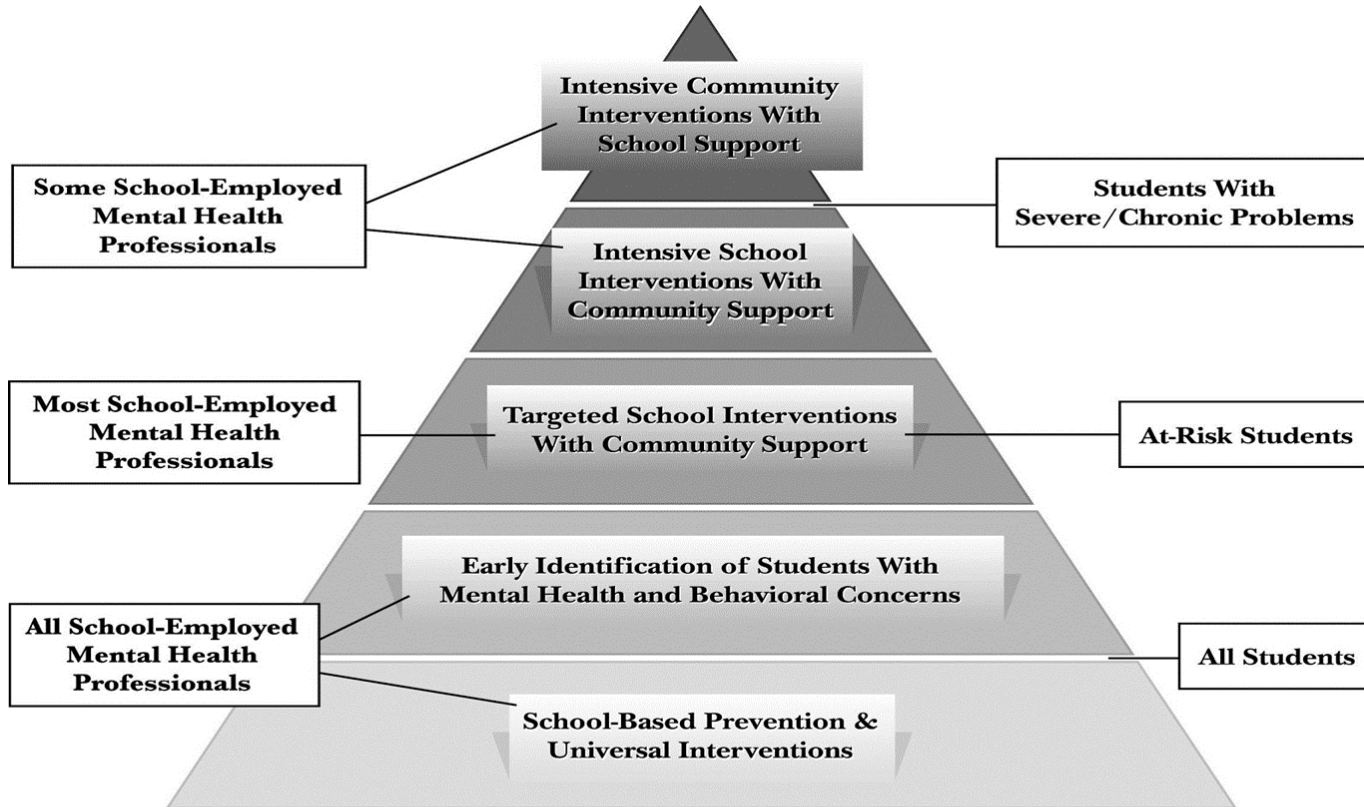 Intensive Community
Interventions With
School Support
Some School-Employed
Mental Health
Professionals
Students With
Severe/Chronic Problems
Intensive School
Interventions With
Community Support
Most School-Employed
Mental Health
Professionals
Targeted School Interventions
With Community Support
At-Risk Students
Early Identification of Students With
Mental Health and Behavioral Concerns
All School-Employed
Mental Health
Professionals
All Students
School-Based Prevention &
Universal Interventions